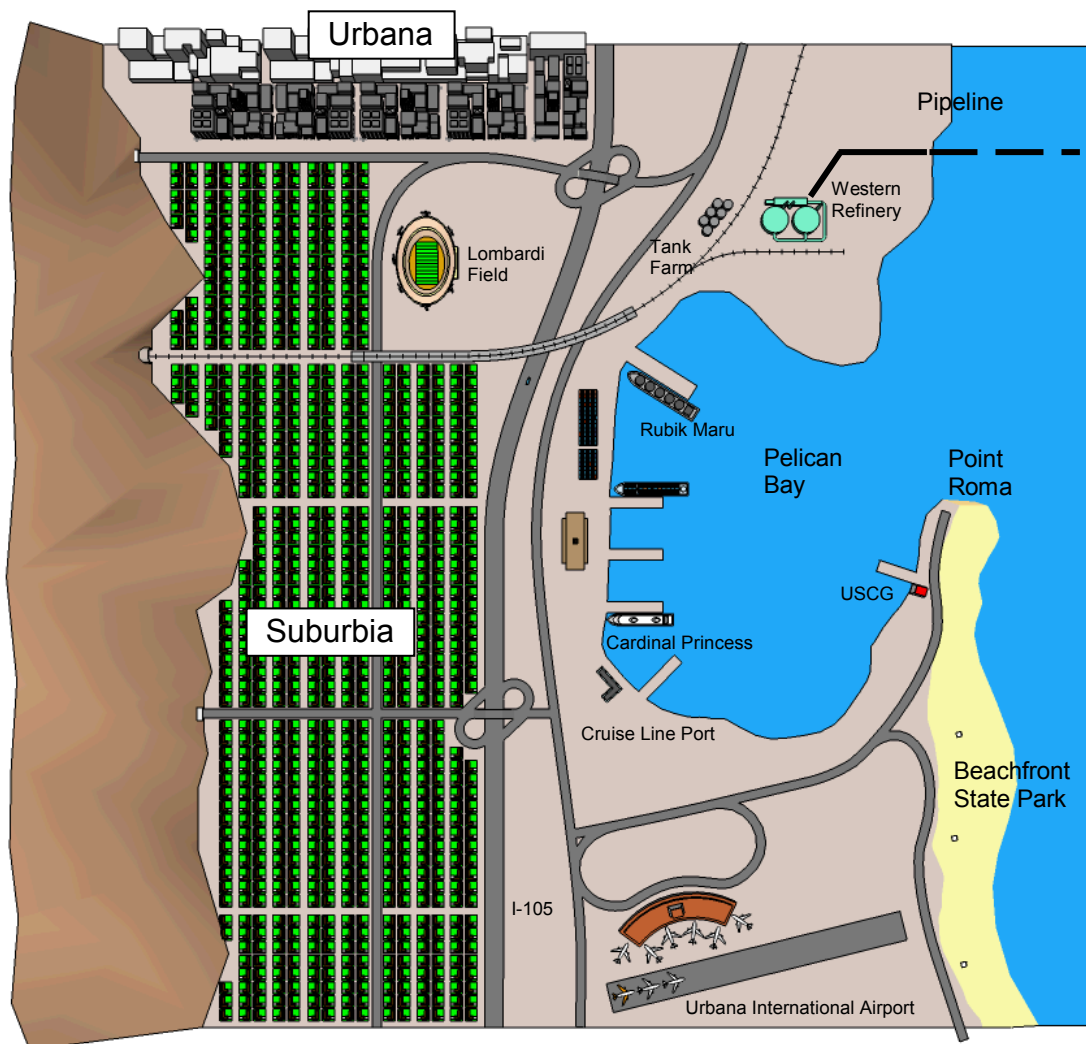 Urbana
Pipeline
Western
Refinery
Tank
Farm
Lombardi
Field
Rubik Maru
Pelican
Bay
Point
Roma
USCG
Suburbia
Cardinal Princess
Cruise Line Port
Beachfront
State Park
I-105
Urbana International Airport